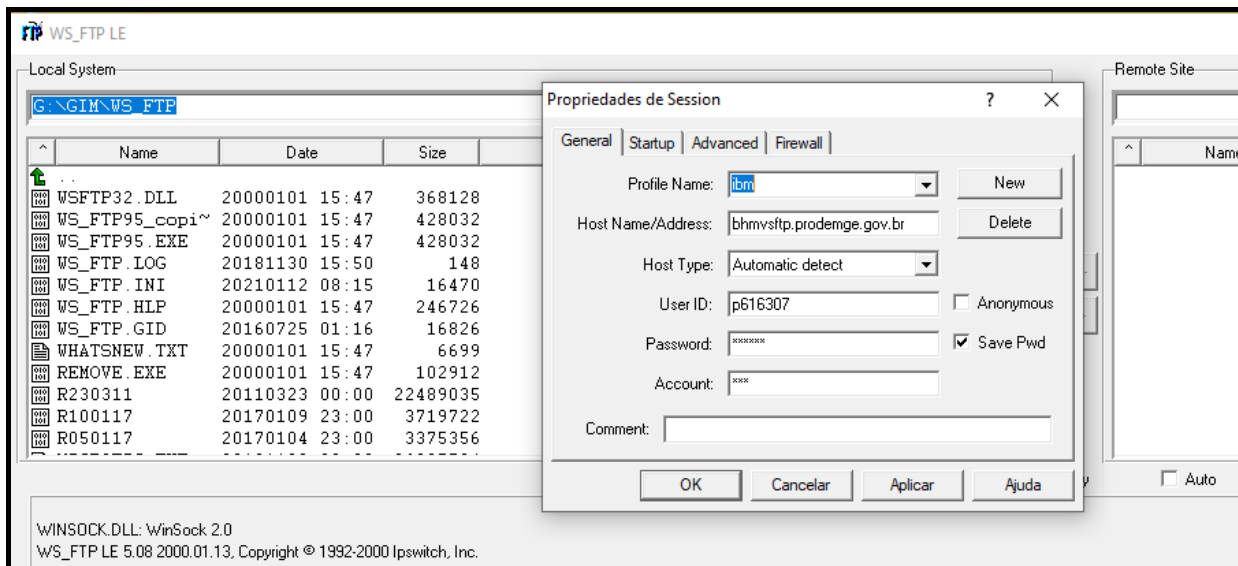 WS_FTP LE
Local System
G:\GIM\WS_FTP
^ Name Date Size
..
WSFTP32.DLL 20000101 15:47 368128
WS_FTP95_copi~ 20000101 15:47 428032
WS_FTP95.EXE 20000101 15:47 428032
WS_FTP.LOG 20181130 15:50 148
WS_FTP.INI 20210112 08:15 16470
WS_FTP.HLP 20000101 15:47 246726
WS_FTP.GID 20160725 01:16 16826
WHATSNEW.TXT 20000101 15:47 6699
REMOVE.EXE 20000101 15:47 102912
R230311 20110323 00:00 22489035
R100117 20170109 23:00 3719722
R050117 20170104 23:00 3375356
Propriedades de Session ? X
General Startup Advanced Firewall
Profile Name: ibm New
Host Name/Address: bhmvsftp.prodemge.gov.br Delete
Host Type: Automatic detect
User ID: p616307 Anonymous
Password: ****** Save Pwd
Account: ***
Comment:
OK Cancelar Aplicar Ajuda
Remote Site
^ Name
Auto
WINSOCK.DLL: WinSock 2.0
WS_FTP LE 5.08 2000.01.13, Copyright © 1992-2000 Ipswitch, Inc.